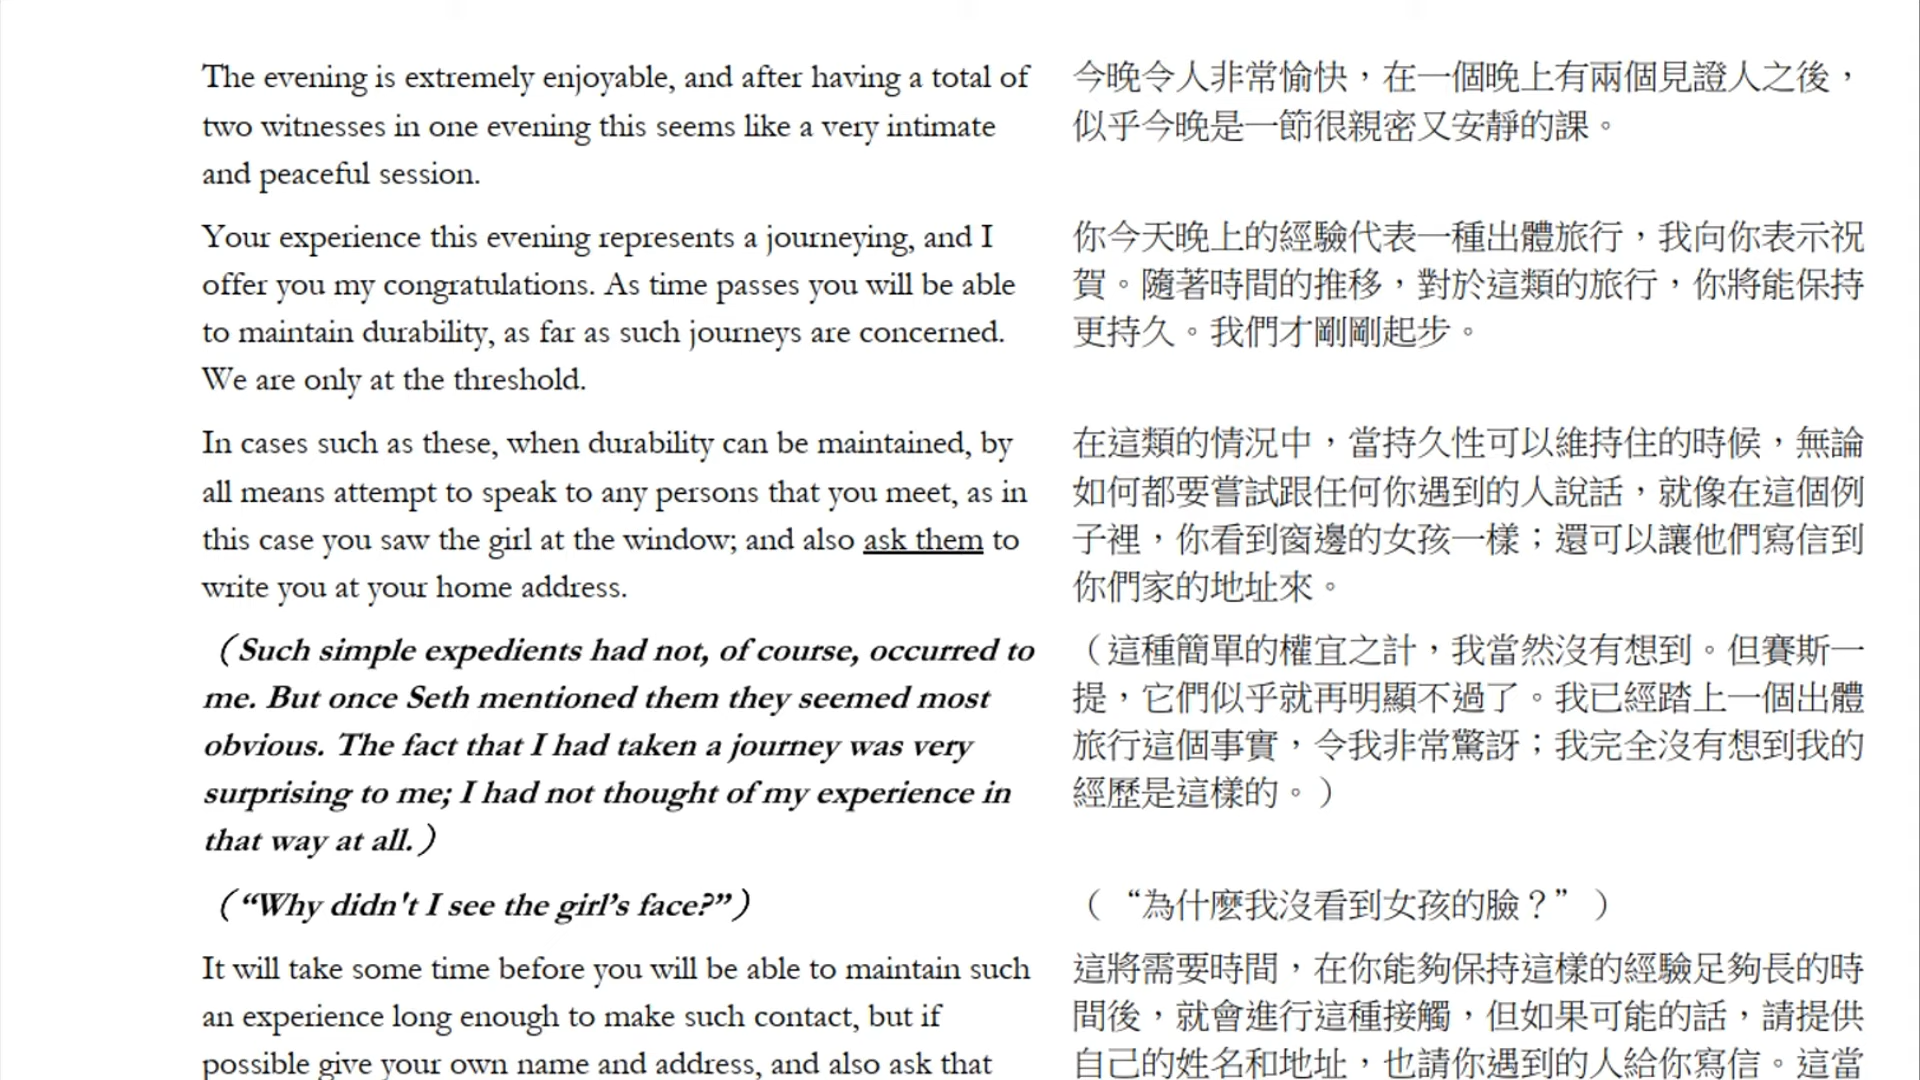 The evening is extremely enjoyable, and after having a total of
two witnesses in one evening this seems like a very intimate
and peaceful session.
今晚令人非常愉快，在一個晚上有兩個見證人之後，
似乎今晚是一節很親密又安靜的課。
Your experience this evening represents a journeying, and I
offer you my congratulations. As time passes you will be able
to maintain durability, as far as such journeys are concerned.
We are only at the threshold.
你今天晚上的經驗代表一種出體旅行，我向你表示祝
賀。隨著時間的推移，對於這類的旅行，你將能保持
更持久。我們才剛剛起步。
In cases such as these, when durability can be maintained, by
all means attempt to speak to any persons that you meet, as in
this case you saw the girl at the window; and also ask them to
write you at your home address.
在這類的情況中，當持久性可以維持住的時候，無論
如何都要嘗試跟任何你遇到的人說話，就像在這個例
子裡，你看到窗邊的女孩一樣；還可以讓他們寫信到
你們家的地址來。
（Such simple expedients had not, of course, occurred to
me. But once Seth mentioned them they seemed most
obvious. The fact that I had taken a journey was very
surprising to me; I had not thought of my experience in
that way at all.）
（這種簡單的權宜之計，我當然沒有想到。但賽斯一
提，它們似乎就再明顯不過了。我已經踏上一個出體
旅行這個事實，令我非常驚訝；我完全沒有想到我的
經歷是這樣的。）
（“Why didn't I see the girl’s face?”）
（“為什麼我沒看到女孩的臉？”）
It will take some time before you will be able to maintain such
an experience long enough to make such contact, but if
possible give your own name and address, and also ask that
這將需要時間，在你能夠保持這樣的經驗足夠長的時
間後，就會進行這種接觸，但如果可能的話，請提供
自己的姓名和地址，也請你遇到的人給你寫信。這當